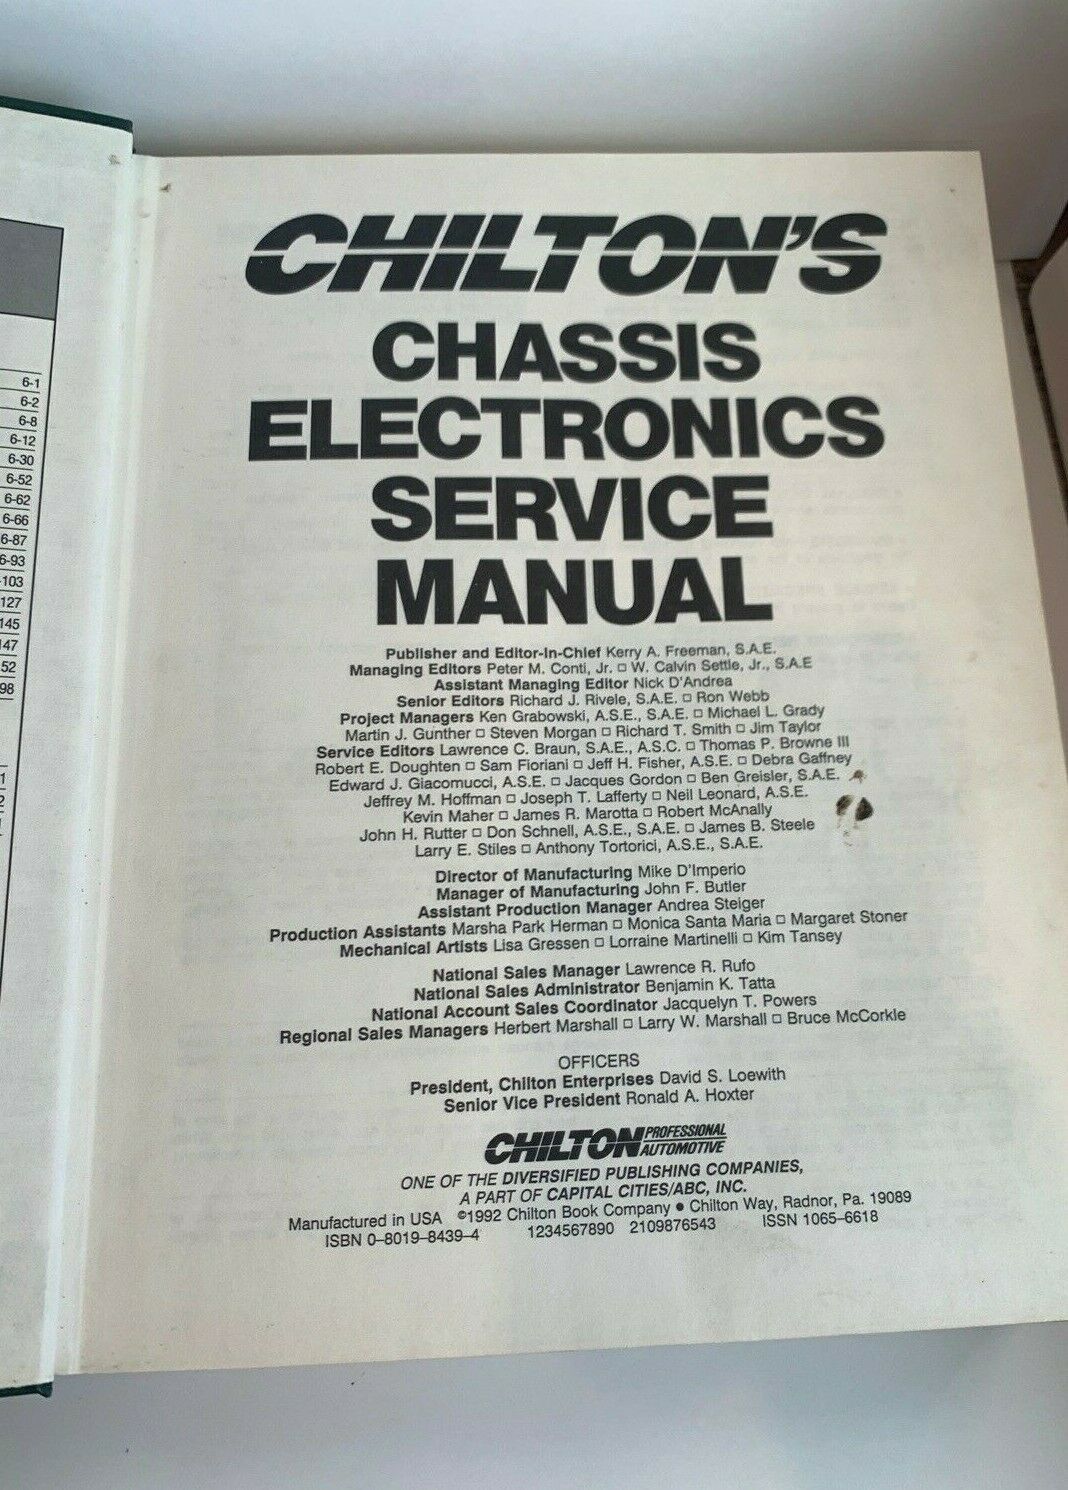 6-1
6-2
6-8
6-12
6-30
6-52
6-62
6-66
6-87
6-93
-103
127
145
147
52
98
1
2
CHILTON'S
CHASSIS
ELECTRONICS
SERVICE
MANUAL
Publisher and Editor-In-Chief Kerry A. Freeman, S.A.E.
Managing Editors Peter M. Conti, Jr. □ W. Calvin Settle, Jr., S.A.E
Assistant Managing Editor Nick D'Andrea
Senior Editors Richard J. Rivele, S.A.E. □ Ron Webb
Project Managers Ken Grabowski, A.S.E., S.A.E. □ Michael L. Grady
Martin J. Gunther □ Steven Morgan □ Richard T. Smith □ Jim Taylor
Service Editors Lawrence C. Braun, S.A.E., A.S.C. □ Thomas P. Browne III
Robert E. Doughten □ Sam Fiorani □ Jeff H. Fisher, A.S.E. □ Debra Gaffney
Edward J. Giacomucci, A.S.E. □ Jacques Gordon □ Ben Greisler, S.A.E.
Jeffrey M. Hoffman □ Joseph T. Lafferty □ Neil Leonard, A.S.E.
Kevin Maher □ James R. Marotta □ Robert McAnally
John H. Rutter □ Don Schnell, A.S.E., S.A.E. □ James B. Steele
Larry E. Stiles □ Anthony Tortorici, A.S.E., S.A.E.
Director of Manufacturing Mike D'Imperio
Manager of Manufacturing John F. Butler
Assistant Production Manager Andrea Steiger
Production Assistants Marsha Park Herman □ Monica Santa Maria □ Margaret Stoner
Mechanical Artists Lisa Gressen □ Lorraine Martinelli □ Kim Tansey
National Sales Manager Lawrence R. Rufo
National Sales Administrator Benjamin K. Tatta
National Account Sales Coordinator Jacquelyn T. Powers
Regional Sales Managers Herbert Marshall □ Larry W. Marshall □ Bruce McCorkle
OFFICERS
President, Chilton Enterprises David S. Loewith
Senior Vice President Ronald A. Hoxter
CHILTON PROFESSIONAL AUTOMOTIVE
ONE OF THE DIVERSIFIED PUBLISHING COMPANIES,
A PART OF CAPITAL CITIES/ABC, INC.
Manufactured in USA ©1992 Chilton Book Company ● Chilton Way, Radnor, Pa. 19089
ISBN 0–8019–8439–4 1234567890 2109876543 ISSN 1065–6618